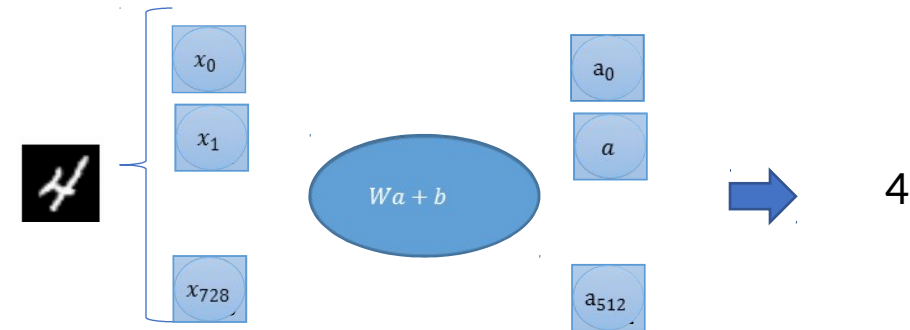 x₀
x₁
x₇₂₈
Wa + b
a₀
a
a₅₁₂
4